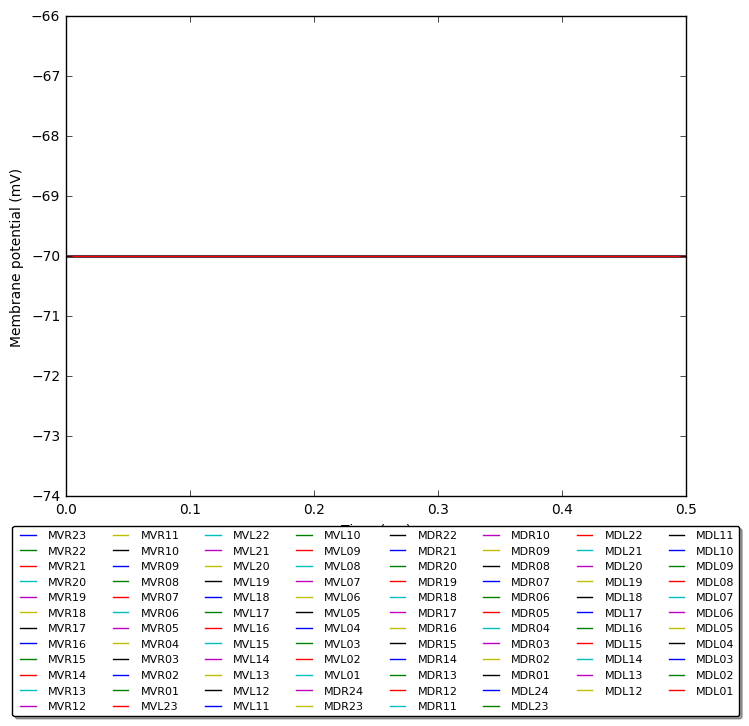 −66
−67
−68
−69
−70
−71
−72
−73
−74
Membrane potential (mV)
0.0 0.1 0.2 0.3 0.4 0.5
MVR23
MVR22
MVR21
MVR20
MVR19
MVR18
MVR17
MVR16
MVR15
MVR14
MVR13
MVR12
MVR11
MVR10
MVR09
MVR08
MVR07
MVR06
MVR05
MVR04
MVR03
MVR02
MVR01
MVL23
MVL22
MVL21
MVL20
MVL19
MVL18
MVL17
MVL16
MVL15
MVL14
MVL13
MVL12
MVL11
MVL10
MVL09
MVL08
MVL07
MVL06
MVL05
MVL04
MVL03
MVL02
MVL01
MDR24
MDR23
MDR22
MDR21
MDR20
MDR19
MDR18
MDR17
MDR16
MDR15
MDR14
MDR13
MDR12
MDR11
MDR10
MDR09
MDR08
MDR07
MDR06
MDR05
MDR04
MDR03
MDR02
MDR01
MDL24
MDL23
MDL22
MDL21
MDL20
MDL19
MDL18
MDL17
MDL16
MDL15
MDL14
MDL13
MDL12
MDL11
MDL10
MDL09
MDL08
MDL07
MDL06
MDL05
MDL04
MDL03
MDL02
MDL01